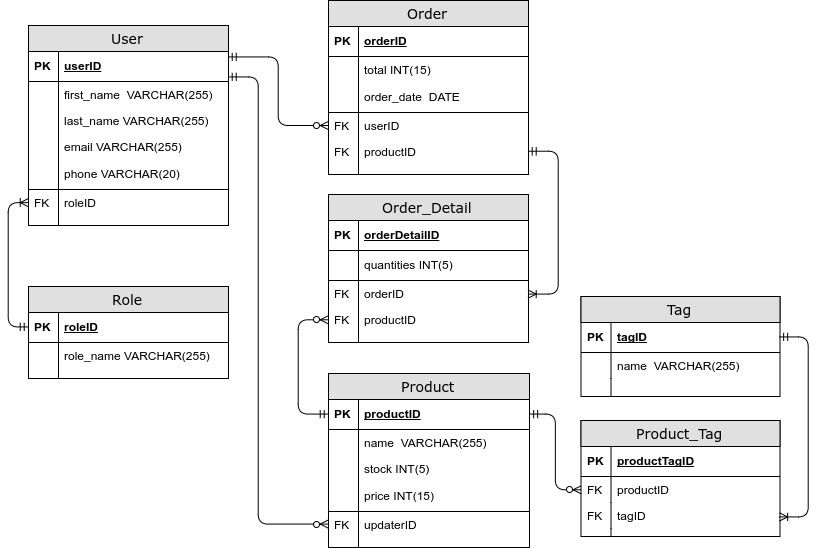 User
PK userID
first_name VARCHAR(255)
last_name VARCHAR(255)
email VARCHAR(255)
phone VARCHAR(20)
FK roleID
Role
PK roleID
role_name VARCHAR(255)
Order
PK orderID
total INT(15)
order_date DATE
FK userID
FK productID
Order_Detail
PK orderDetailID
quantities INT(5)
FK orderID
FK productID
Product
PK productID
name VARCHAR(255)
stock INT(5)
price INT(15)
FK updaterID
Tag
PK tagID
name VARCHAR(255)
Product_Tag
PK productTagID
FK productID
FK tagID